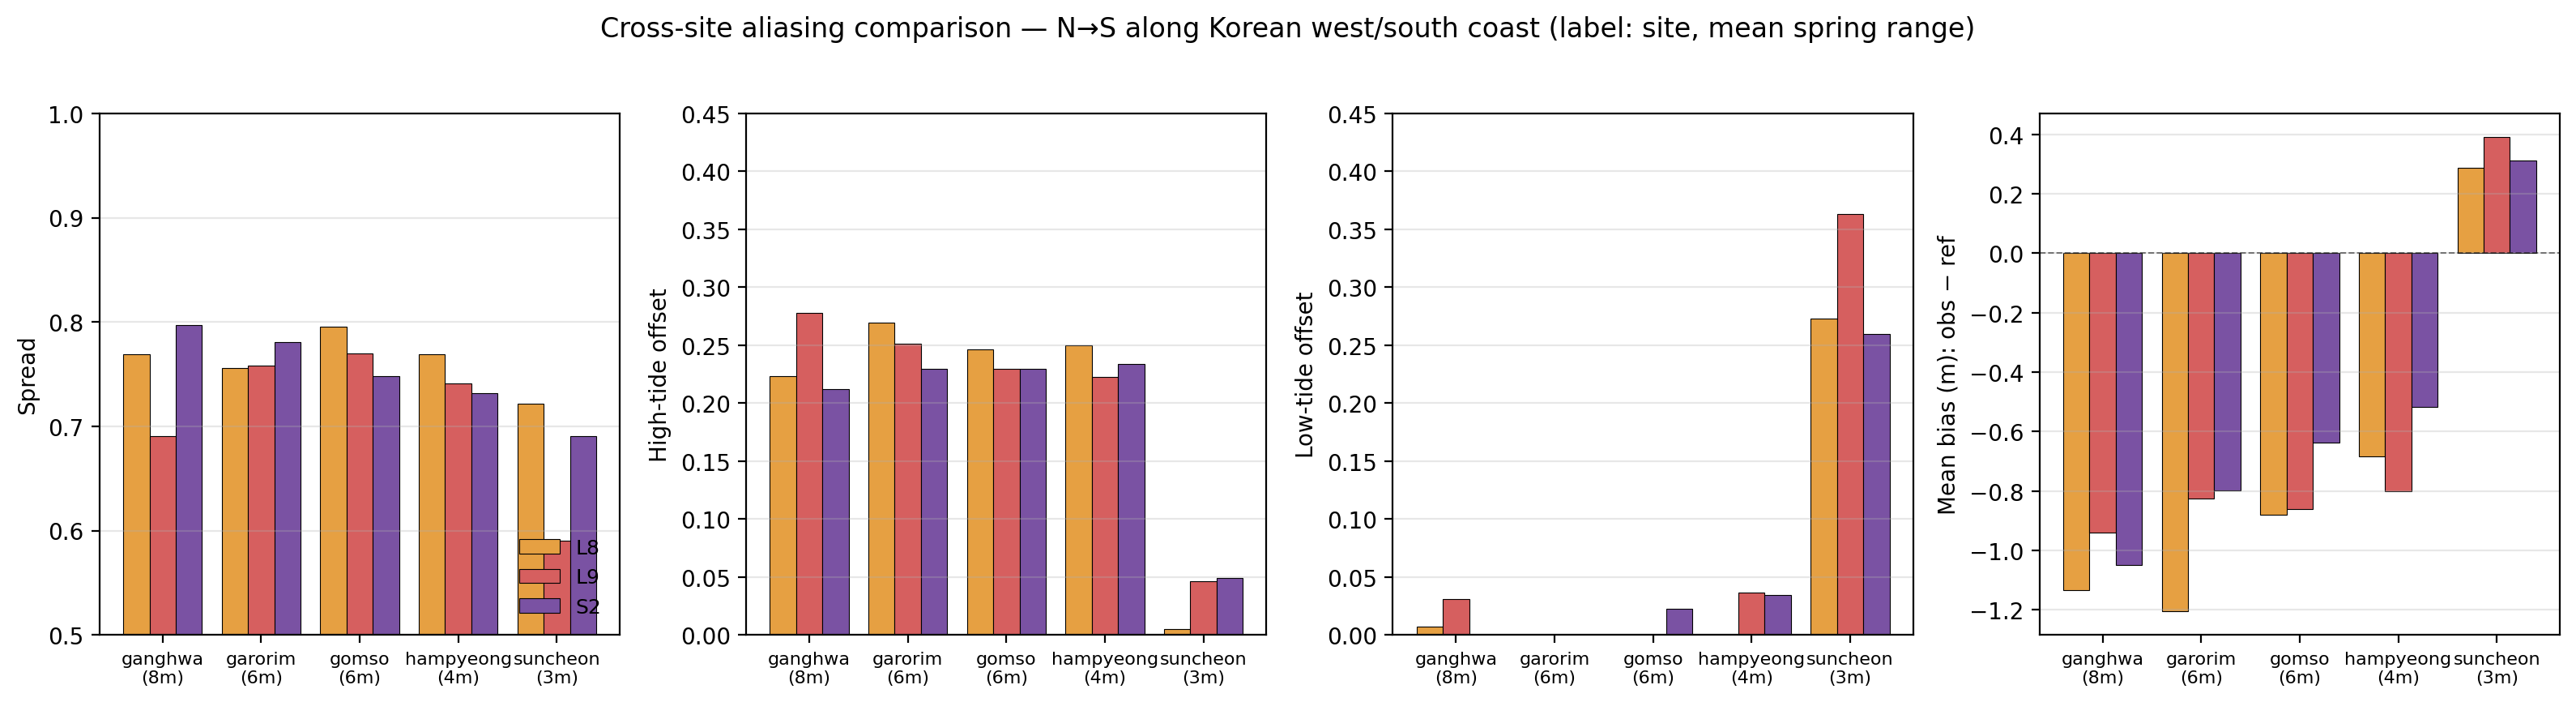 Cross-site aliasing comparison — N→S along Korean west/south coast (label: site, mean spring range)
Spread
1.0
0.9
0.8
0.7
0.6
0.5
ganghwa
(8m)
garorim
(6m)
gomso
(6m)
hampyeong
(4m)
suncheon
(3m)
L8
L9
S2
High-tide offset
0.45
0.40
0.35
0.30
0.25
0.20
0.15
0.10
0.05
0.00
ganghwa
(8m)
garorim
(6m)
gomso
(6m)
hampyeong
(4m)
suncheon
(3m)
Low-tide offset
0.45
0.40
0.35
0.30
0.25
0.20
0.15
0.10
0.05
0.00
ganghwa
(8m)
garorim
(6m)
gomso
(6m)
hampyeong
(4m)
suncheon
(3m)
Mean bias (m): obs − ref
0.4
0.2
0.0
−0.2
−0.4
−0.6
−0.8
−1.0
−1.2
ganghwa
(8m)
garorim
(6m)
gomso
(6m)
hampyeong
(4m)
suncheon
(3m)